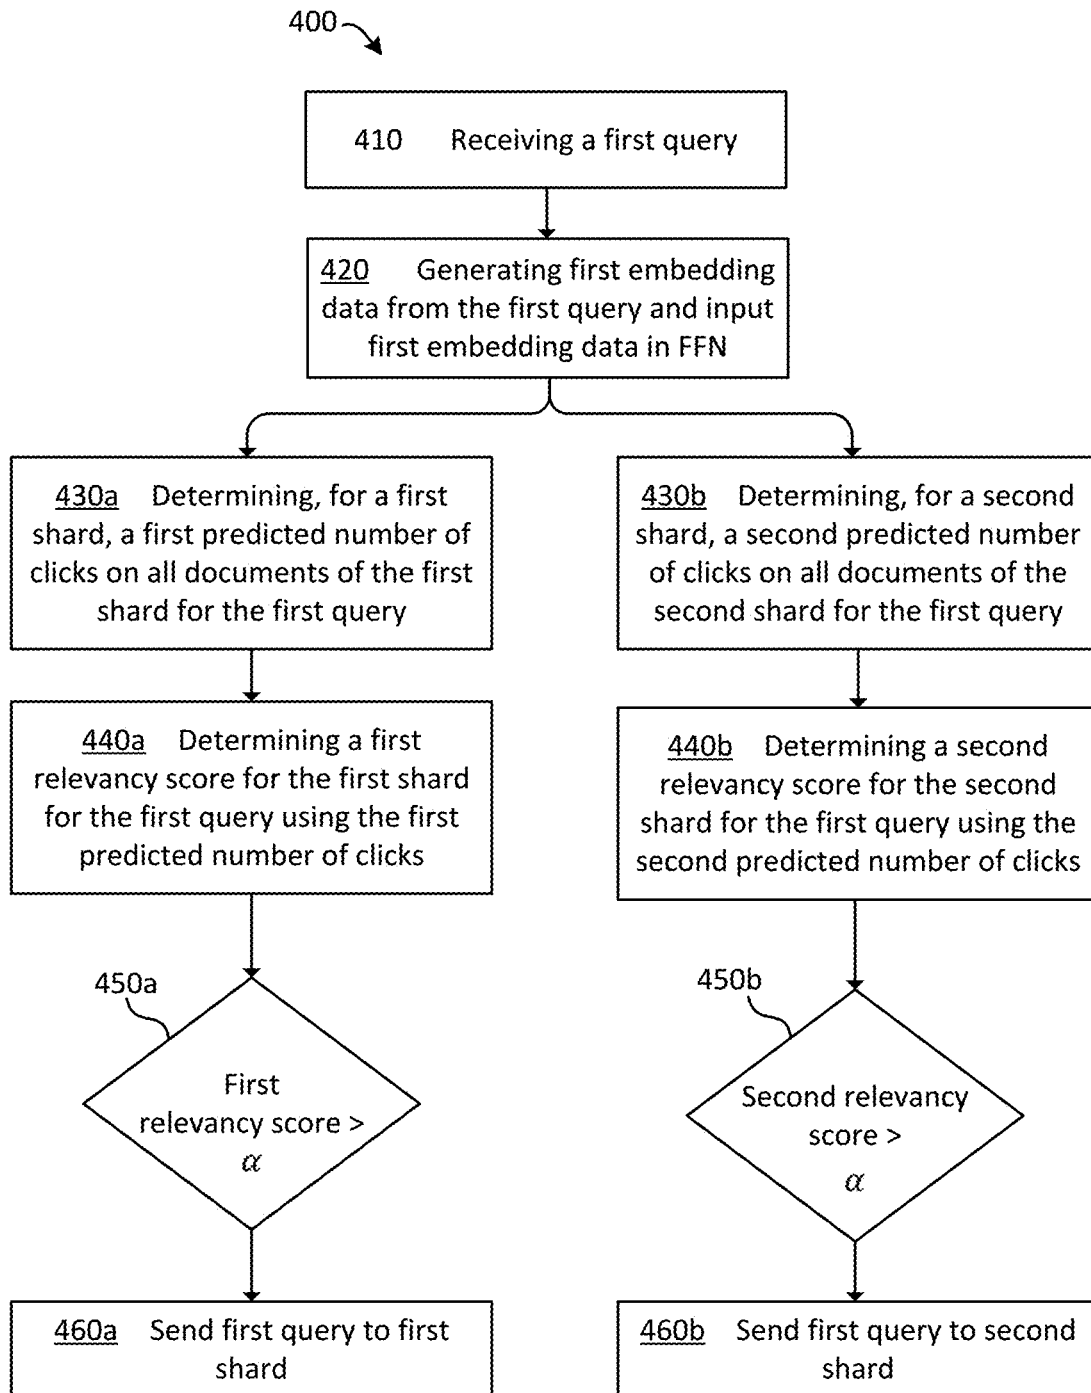 400
410 Receiving a first query
420 Generating first embedding
data from the first query and input
first embedding data in FFN
430a Determining, for a first
shard, a first predicted number of
clicks on all documents of the first
shard for the first query
430b Determining, for a second
shard, a second predicted number
of clicks on all documents of the
second shard for the first query
440a Determining a first
relevancy score for the first shard
for the first query using the first
predicted number of clicks
440b Determining a second
relevancy score for the second
shard for the first query using the
second predicted number of clicks
450a
First
relevancy score >
α
450b
Second relevancy
score >
α
460a Send first query to first
shard
460b Send first query to second
shard